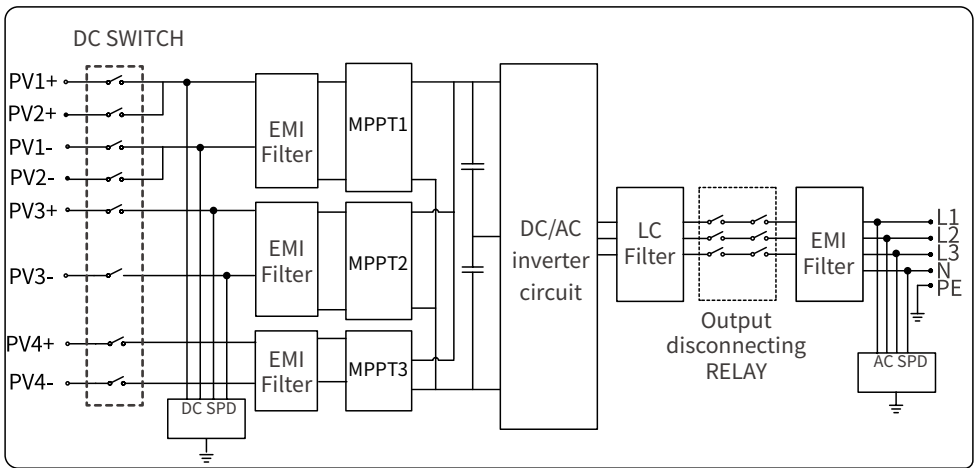 DC SWITCH
PV1+
PV2+
PV1-
PV2-
PV3+
PV3-
PV4+
PV4-
EMI
Filter
MPPT1
EMI
Filter
MPPT2
EMI
Filter
MPPT3
DC SPD
DC/AC
inverter
circuit
LC
Filter
Output
disconnecting
RELAY
EMI
Filter
L1
L2
L3
N
PE
AC SPD